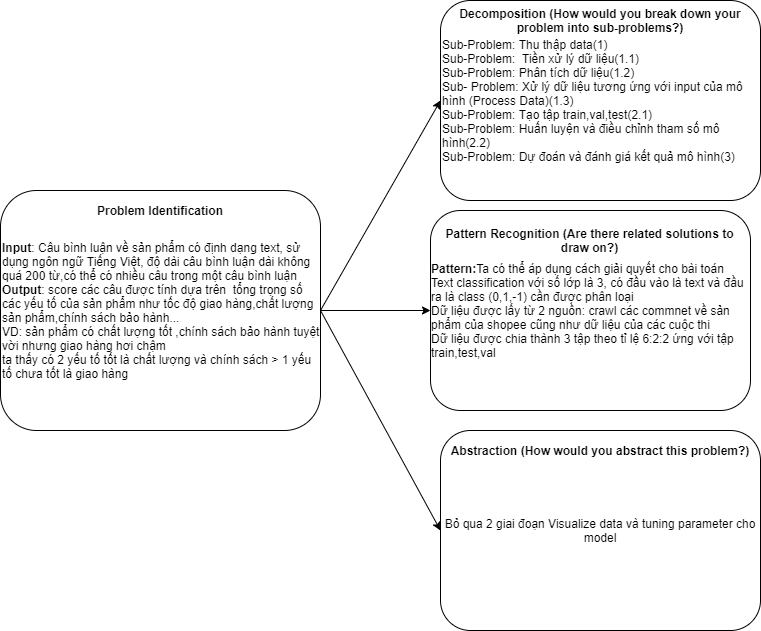 Problem Identification
Input: Câu bình luận về sản phẩm có định dạng text, sử
dụng ngôn ngữ Tiếng Việt, độ dài câu bình luận dài không
quá 200 từ,có thể có nhiều câu trong một câu bình luận
Output: score các câu được tính dựa trên  tổng trọng số
các yếu tố của sản phẩm như tốc độ giao hàng,chất lượng
sản phẩm,chính sách bảo hành...
VD: sản phẩm có chất lượng tốt ,chính sách bảo hành tuyệt
vời nhưng giao hàng hơi chậm
ta thấy có 2 yếu tố tốt là chất lượng và chính sách > 1 yếu
tố chưa tốt là giao hàng
Decomposition (How would you break down your
problem into sub-problems?)
Sub-Problem: Thu thập data(1)
Sub-Problem:  Tiền xử lý dữ liệu(1.1)
Sub-Problem: Phân tích dữ liệu(1.2)
Sub- Problem: Xử lý dữ liệu tương ứng với input của mô
hình (Process Data)(1.3)
Sub-Problem: Tạo tập train,val,test(2.1)
Sub-Problem: Huấn luyện và điều chỉnh tham số mô
hình(2.2)
Sub-Problem: Dự đoán và đánh giá kết quả mô hình(3)
Pattern Recognition (Are there related solutions to
draw on?)
Pattern:Ta có thể áp dụng cách giải quyết cho bài toán
Text classification với số lớp là 3, có đầu vào là text và đầu
ra là class (0,1,-1) cần được phân loại
Dữ liệu được lấy từ 2 nguồn: crawl các commnet về sản
phẩm của shopee cũng như dữ liệu của các cuộc thi
Dữ liệu được chia thành 3 tập theo tỉ lệ 6:2:2 ứng với tập
train,test,val
Abstraction (How would you abstract this problem?)
Bỏ qua 2 giai đoạn Visualize data và tuning parameter cho
model